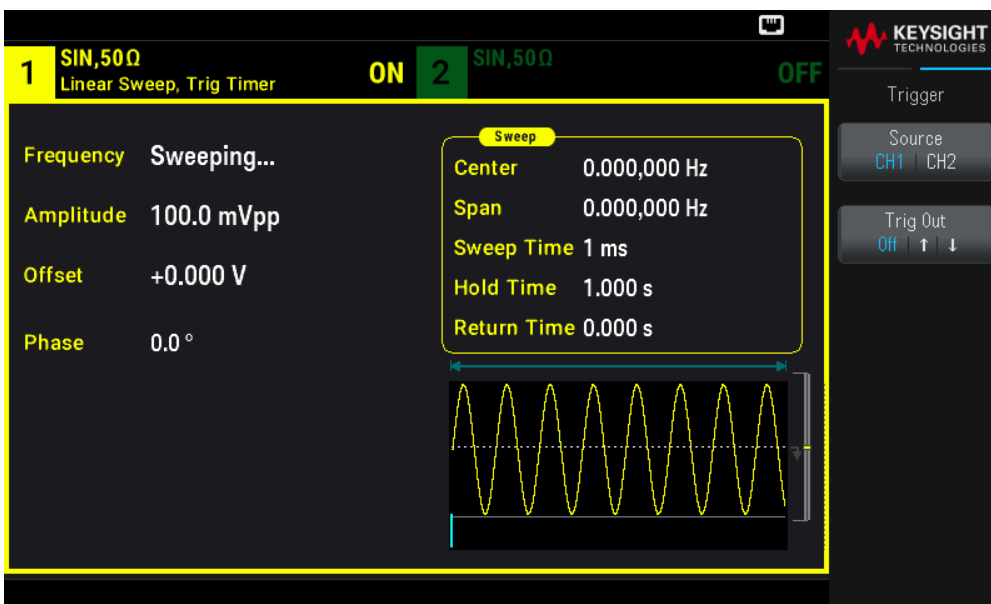 KEYSIGHT
TECHNOLOGIES
1 SIN,50Ω
Linear Sweep, Trig Timer ON
2 SIN,50Ω OFF
Trigger
Frequency Sweeping...
Amplitude 100.0 mVpp
Offset +0.000 V
Phase 0.0 °
Sweep
Center 0.000,000 Hz
Span 0.000,000 Hz
Sweep Time 1 ms
Hold Time 1.000 s
Return Time 0.000 s
Source
CH1 | CH2
Trig Out
Off | ↑ | ↓